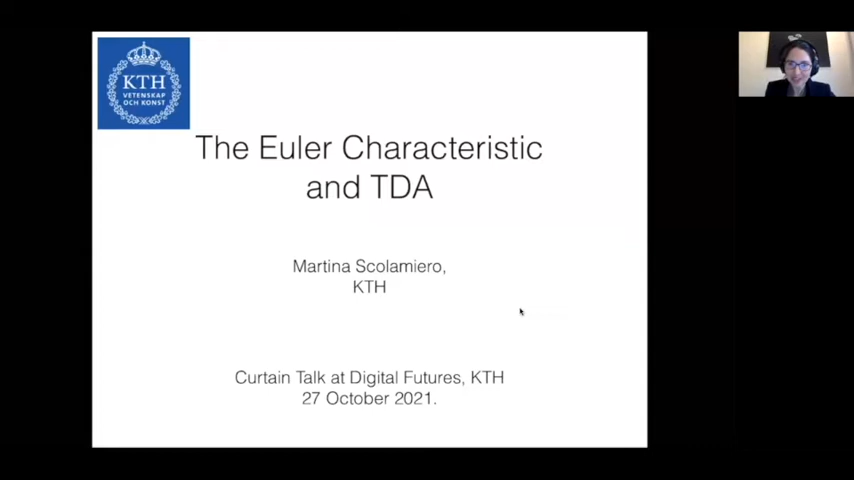 KTH
VETENSKAP
OCH KONST
The Euler Characteristic
and TDA
Martina Scolamiero,
KTH
Curtain Talk at Digital Futures, KTH
27 October 2021.